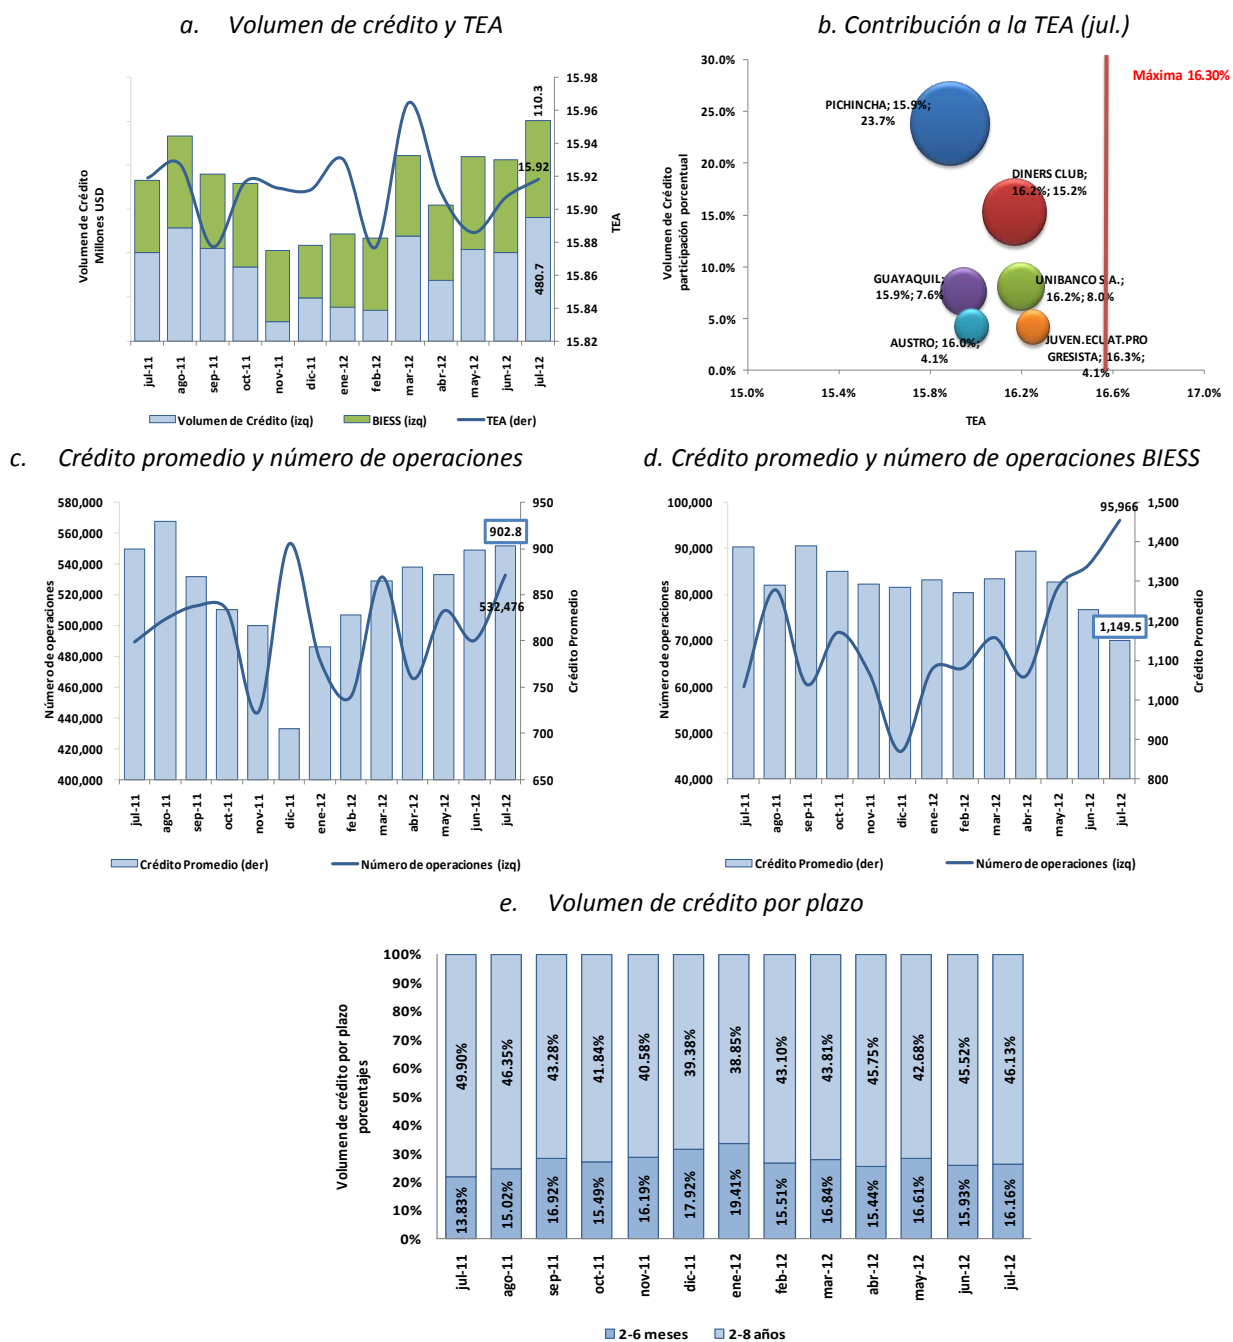 a. Volumen de crédito y TEA
Volumen de Crédito
Millones USD
110.3
480.7
15.92
15.98
15.96
15.94
15.92
15.90
15.88
15.86
15.84
15.82
TEA
jul-11
ago-11
sep-11
oct-11
nov-11
dic-11
ene-12
feb-12
mar-12
abr-12
may-12
jun-12
jul-12
Volumen de Crédito (izq)
BIESS (izq)
TEA (der)
b. Contribución a la TEA (jul.)
Volumen de Crédito
participación porcentual
30.0%
25.0%
20.0%
15.0%
10.0%
5.0%
0.0%
Máxima 16.30%
PICHINCHA; 15.9%;
23.7%
DINERS CLUB;
16.2%; 15.2%
GUAYAQUIL;
15.9%; 7.6%
UNIBANCO S.A.;
16.2%; 8.0%
AUSTRO; 16.0%;
4.1%
JUVEN.ECUAT.PRO
GRESISTA; 16.3%;
4.1%
15.0%
15.4%
15.8%
16.2%
16.6%
17.0%
TEA
c. Crédito promedio y número de operaciones
Número de operaciones
580,000
560,000
540,000
520,000
500,000
480,000
460,000
440,000
420,000
400,000
902.8
532,476
950
900
850
800
750
700
650
Crédito Promedio
jul-11
ago-11
sep-11
oct-11
nov-11
dic-11
ene-12
feb-12
mar-12
abr-12
may-12
jun-12
jul-12
Crédito Promedio (der)
Número de operaciones (izq)
d. Crédito promedio y número de operaciones BIESS
Número de operaciones
100,000
90,000
80,000
70,000
60,000
50,000
40,000
95,966
1,149.5
1,500
1,400
1,300
1,200
1,100
1,000
900
800
Crédito Promedio
jul-11
ago-11
sep-11
oct-11
nov-11
dic-11
ene-12
feb-12
mar-12
abr-12
may-12
jun-12
jul-12
Crédito Promedio (der)
Número de operaciones (izq)
e. Volumen de crédito por plazo
Volumen de crédito por plazo
porcentajes
100%
90%
80%
70%
60%
50%
40%
30%
20%
10%
0%
49.90%
46.35%
43.28%
41.84%
40.58%
39.38%
38.85%
43.10%
43.81%
45.75%
42.68%
45.52%
46.13%
13.83%
15.02%
16.92%
15.49%
16.19%
17.92%
19.41%
15.51%
16.84%
15.44%
16.61%
15.93%
16.16%
jul-11
ago-11
sep-11
oct-11
nov-11
dic-11
ene-12
feb-12
mar-12
abr-12
may-12
jun-12
jul-12
2-6 meses
2-8 años